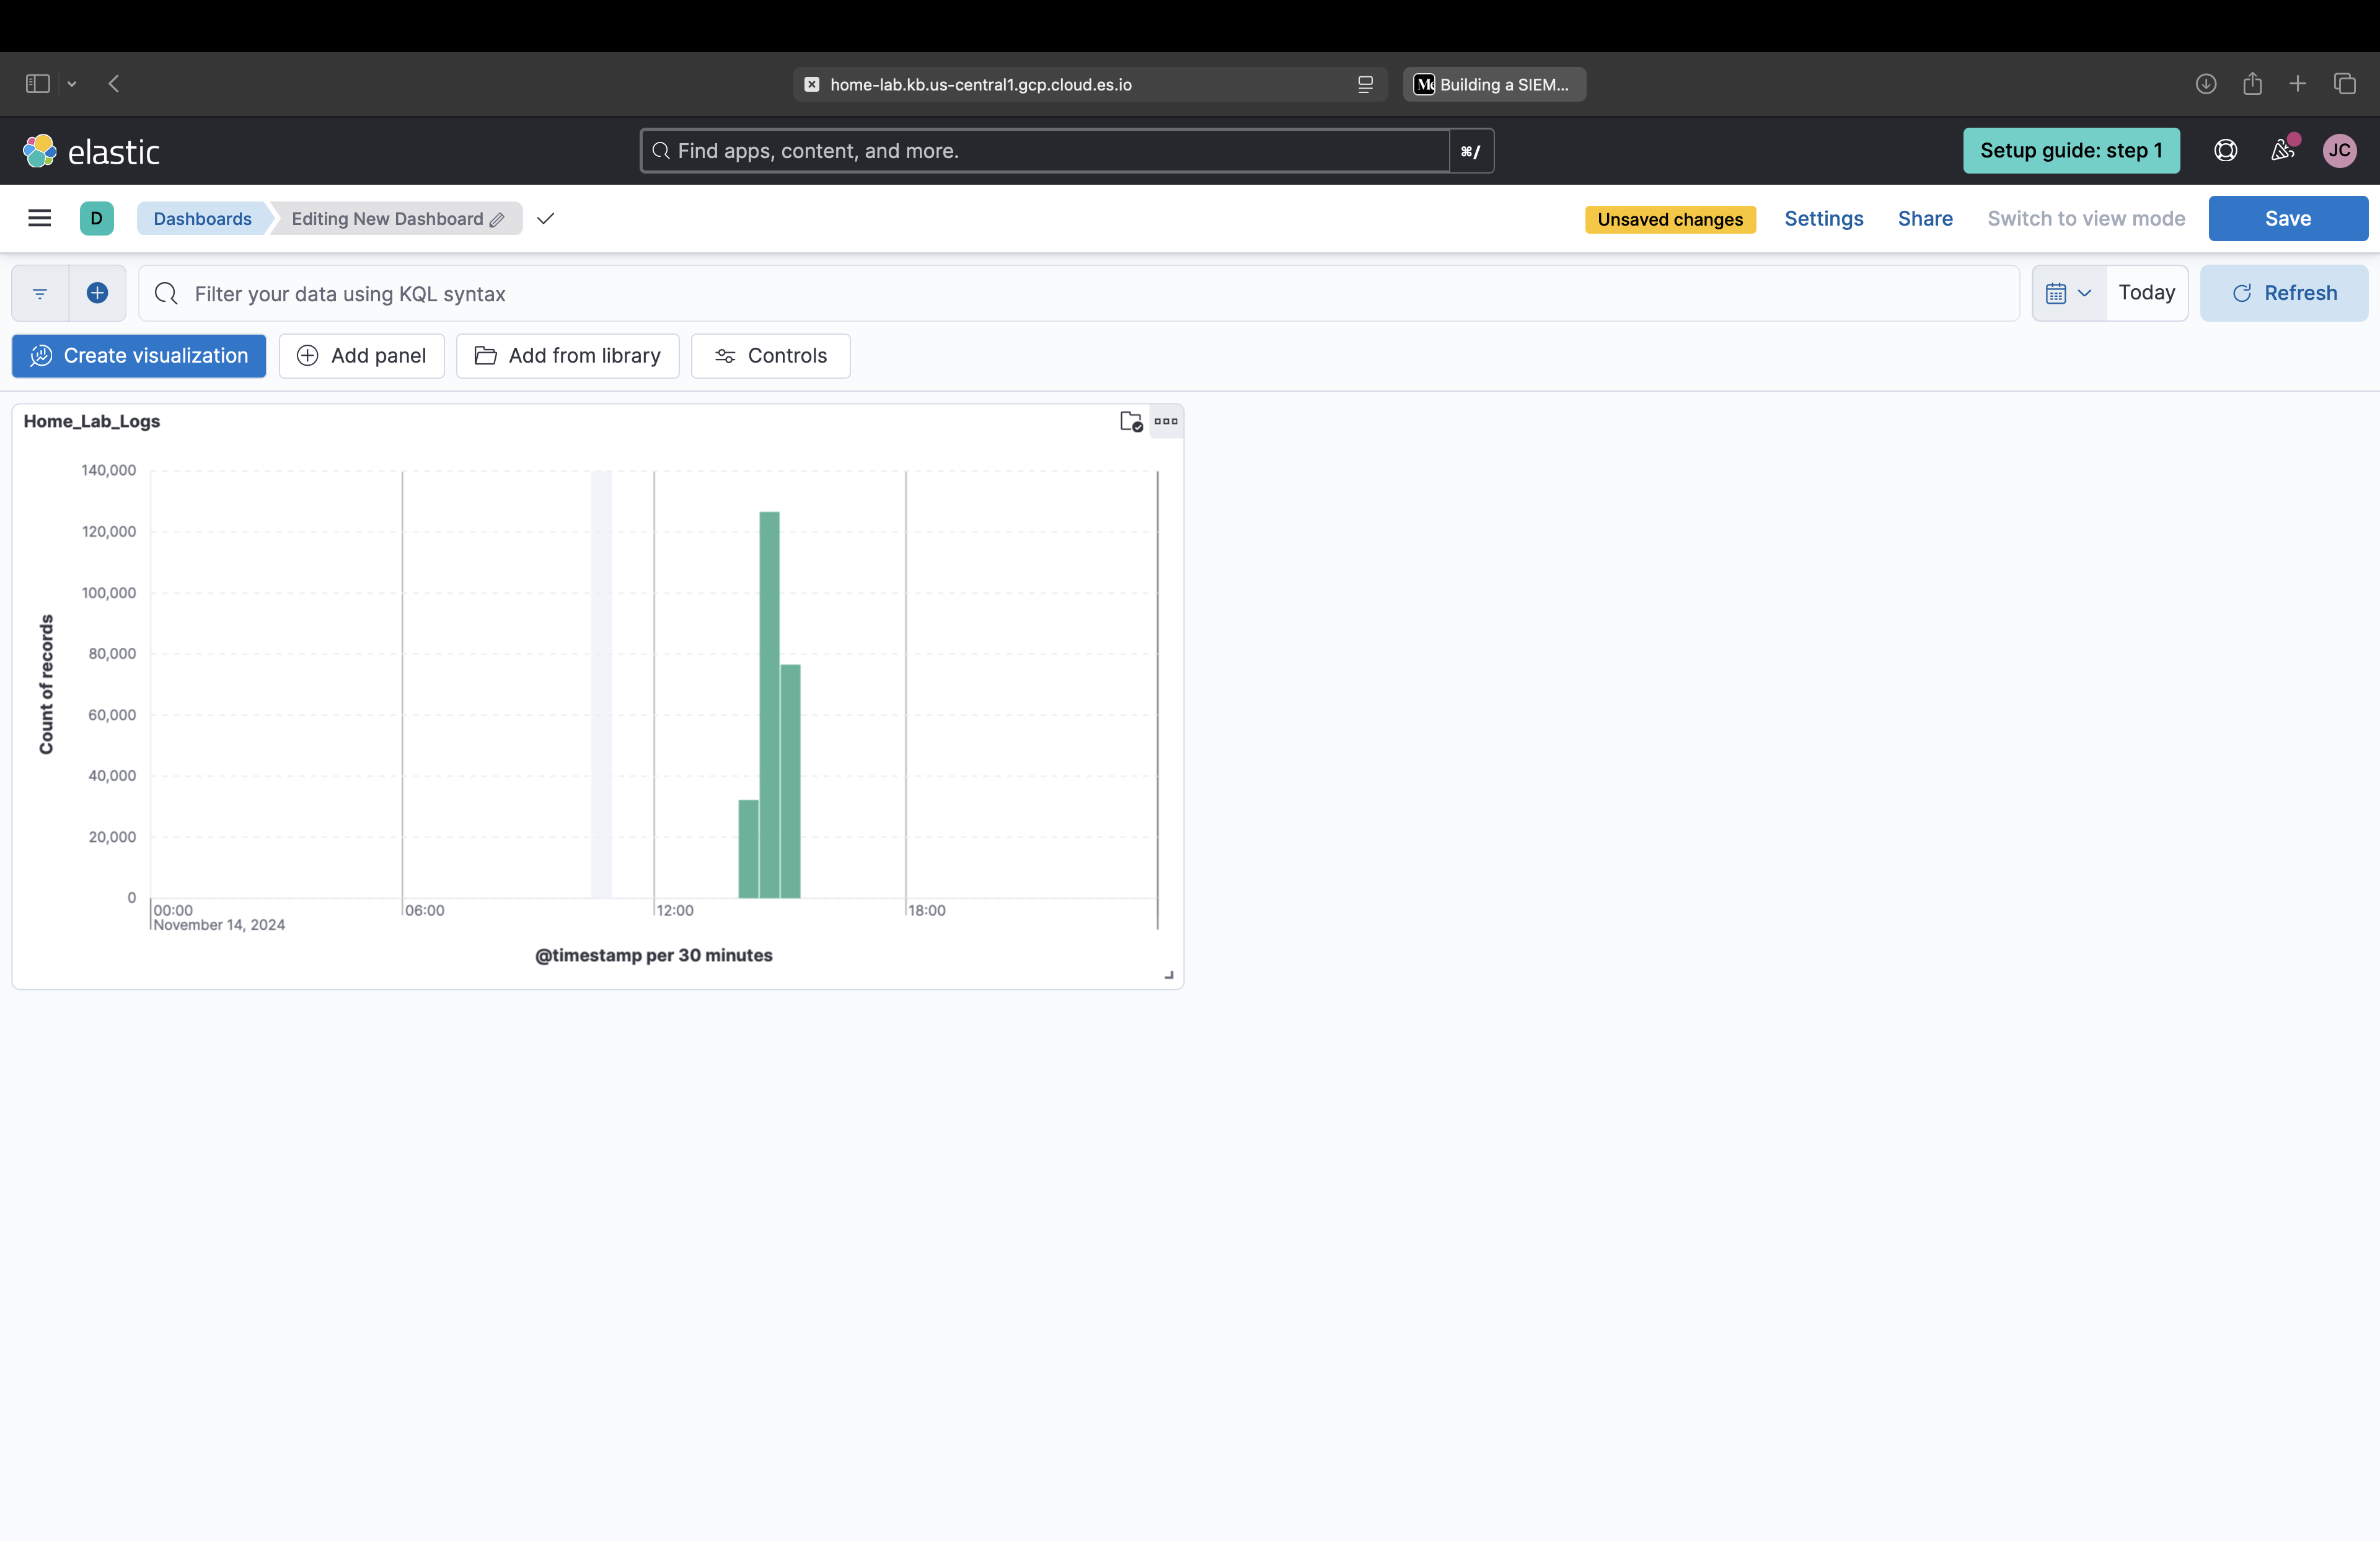 home-lab.kb.us-central1.gcp.cloud.es.io
Building a SIEM...
elastic
Find apps, content, and more.
⌘/
Setup guide: step 1
JC
D
Dashboards
Editing New Dashboard
Unsaved changes
Settings
Share
Switch to view mode
Save
Filter your data using KQL syntax
Today
Refresh
Create visualization
Add panel
Add from library
Controls
Home_Lab_Logs
140,000
120,000
100,000
80,000
60,000
40,000
20,000
0
Count of records
00:00
06:00
12:00
18:00
November 14, 2024
@timestamp per 30 minutes